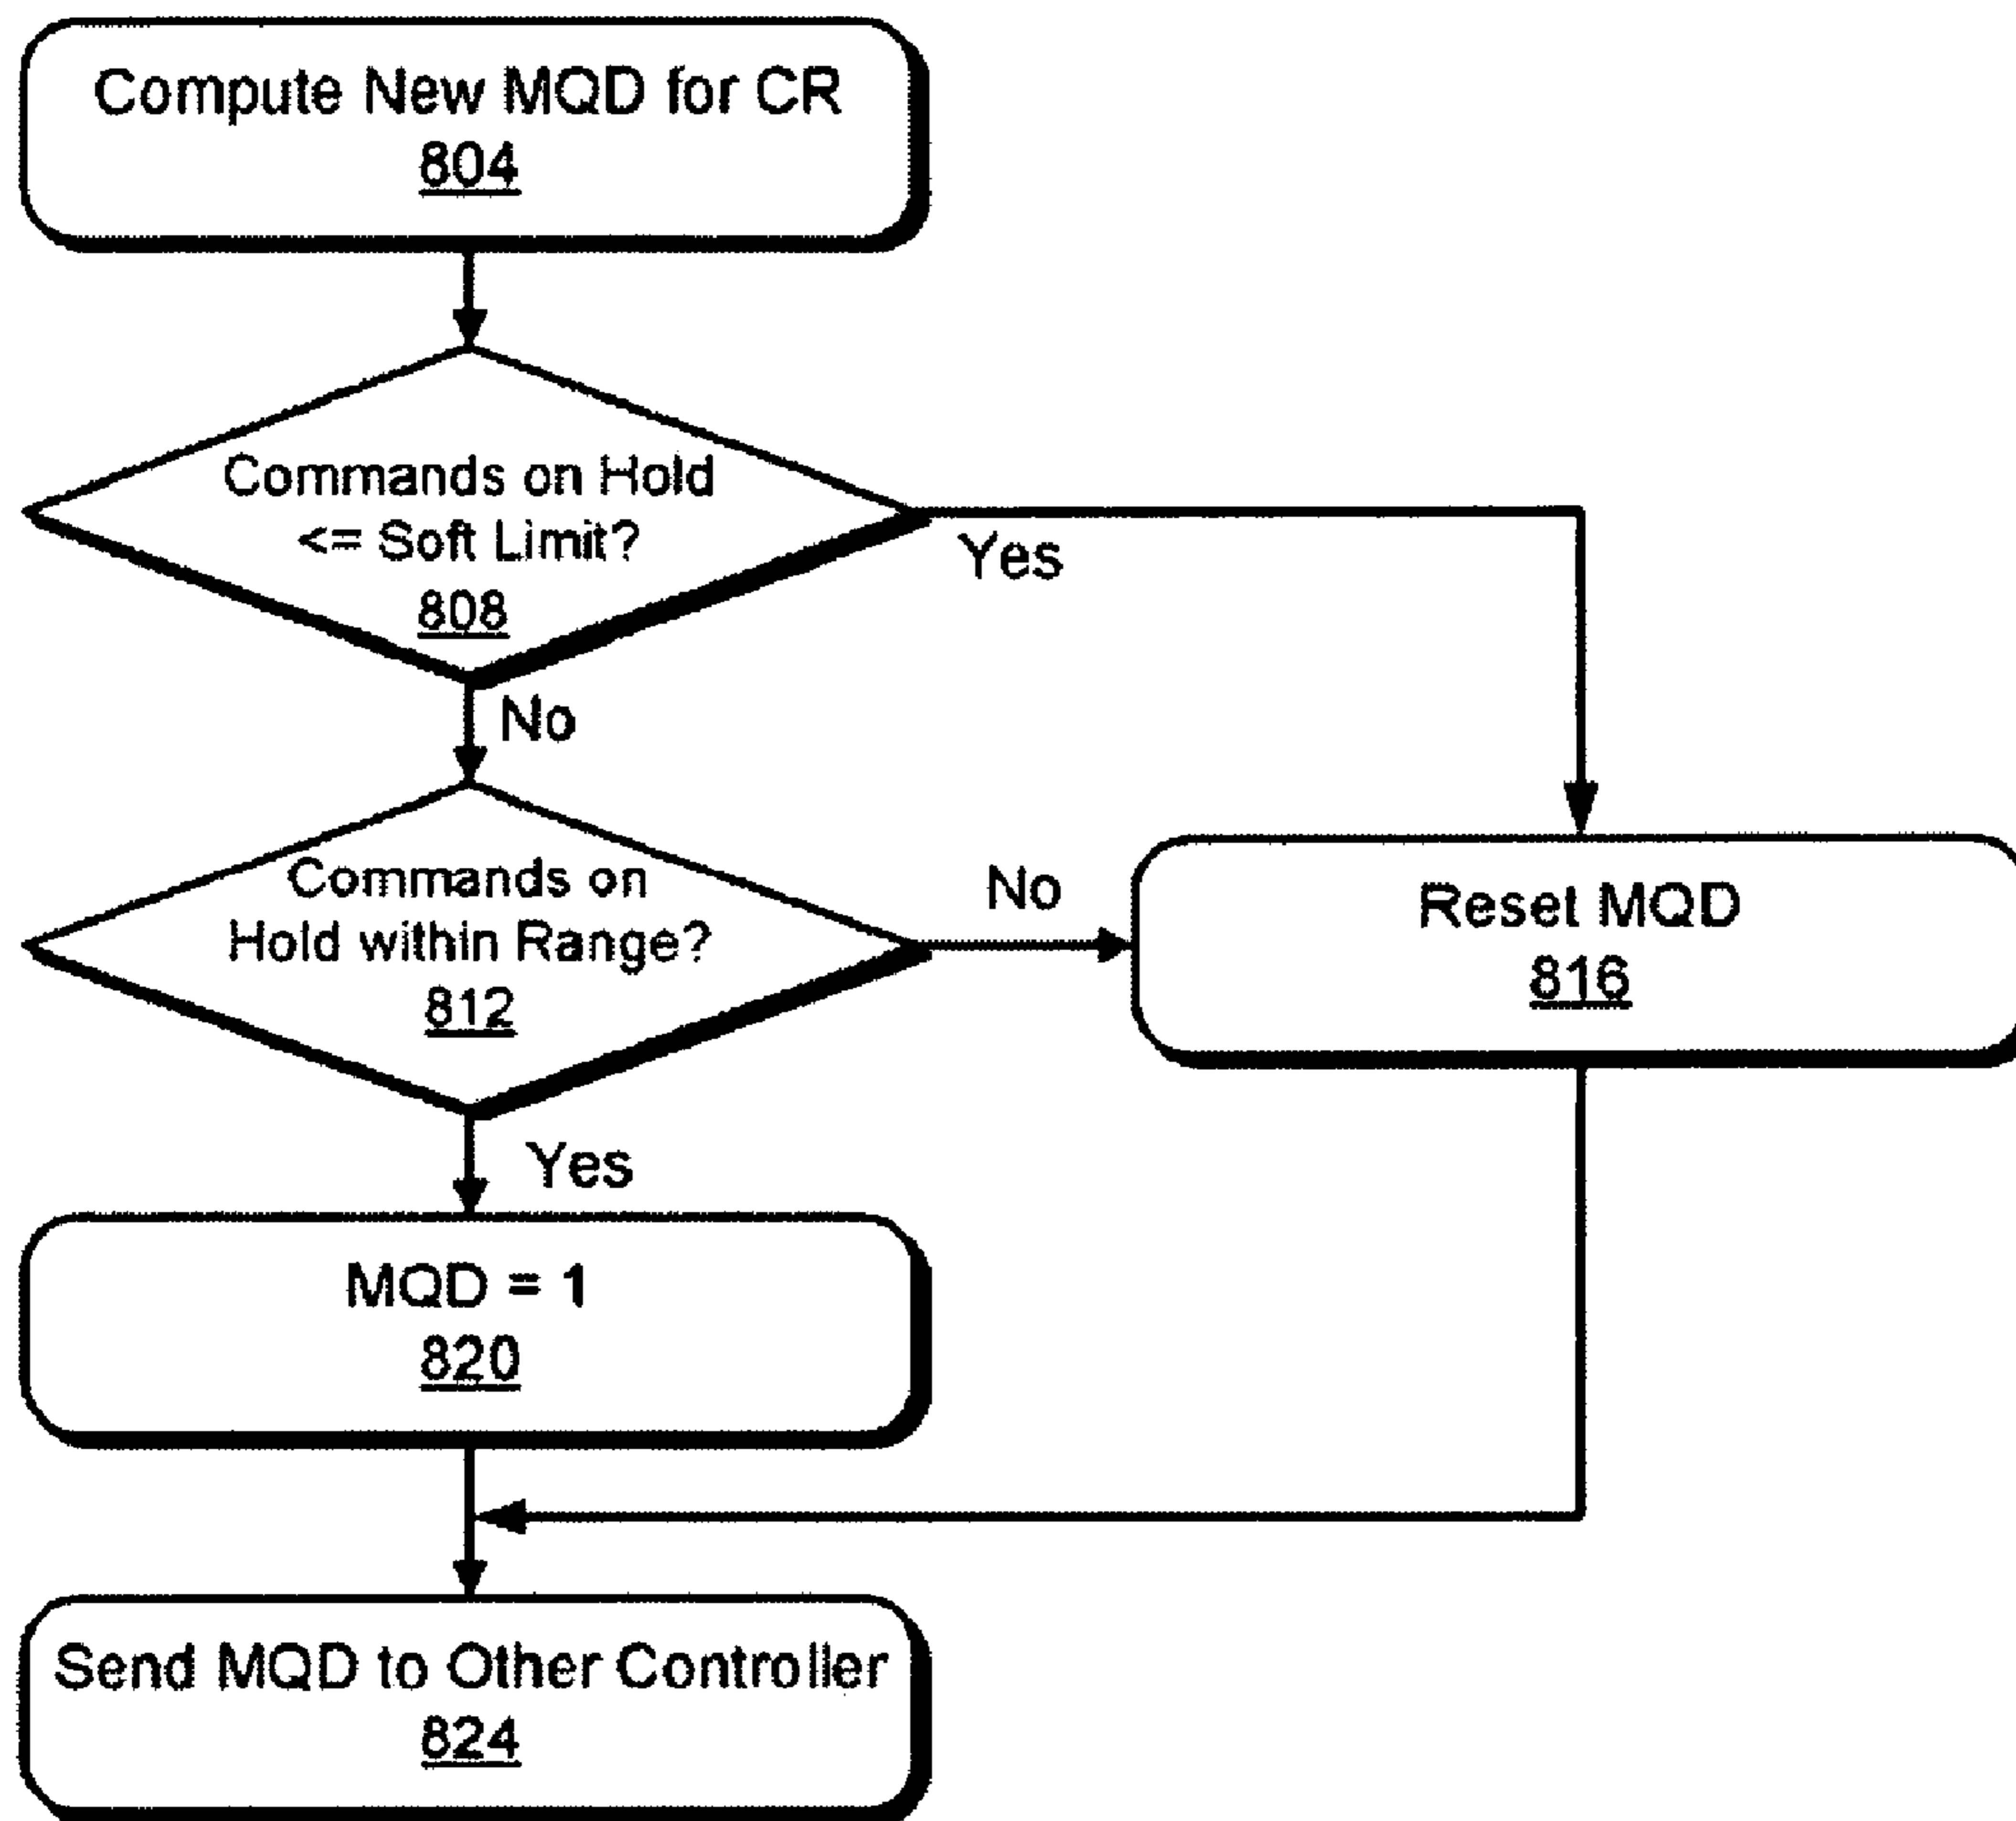 Compute New MQD for CR
804
Commands on Hold
<= Soft Limit?
808
Yes
No
Commands on
Hold within Range?
812
No
Reset MQD
816
Yes
MQD = 1
820
Send MQD to Other Controller
824